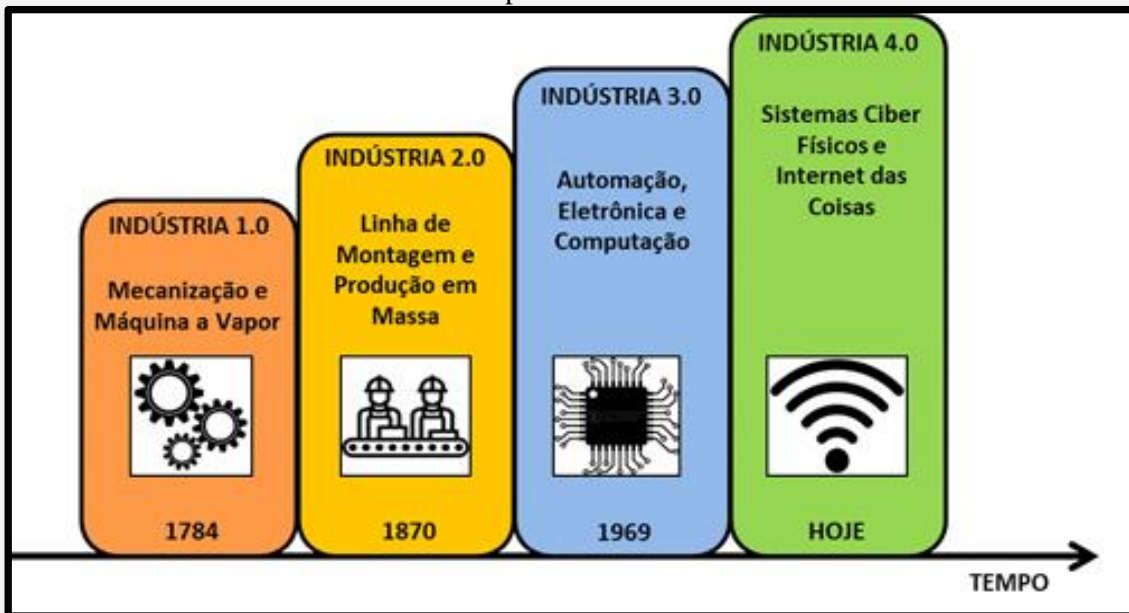 INDÚSTRIA 1.0
Mecanização e
Máquina a Vapor
1784
INDÚSTRIA 2.0
Linha de
Montagem e
Produção em
Massa
1870
INDÚSTRIA 3.0
Automação,
Eletrônica e
Computação
1969
INDÚSTRIA 4.0
Sistemas Ciber
Físicos e
Internet das
Coisas
HOJE
TEMPO